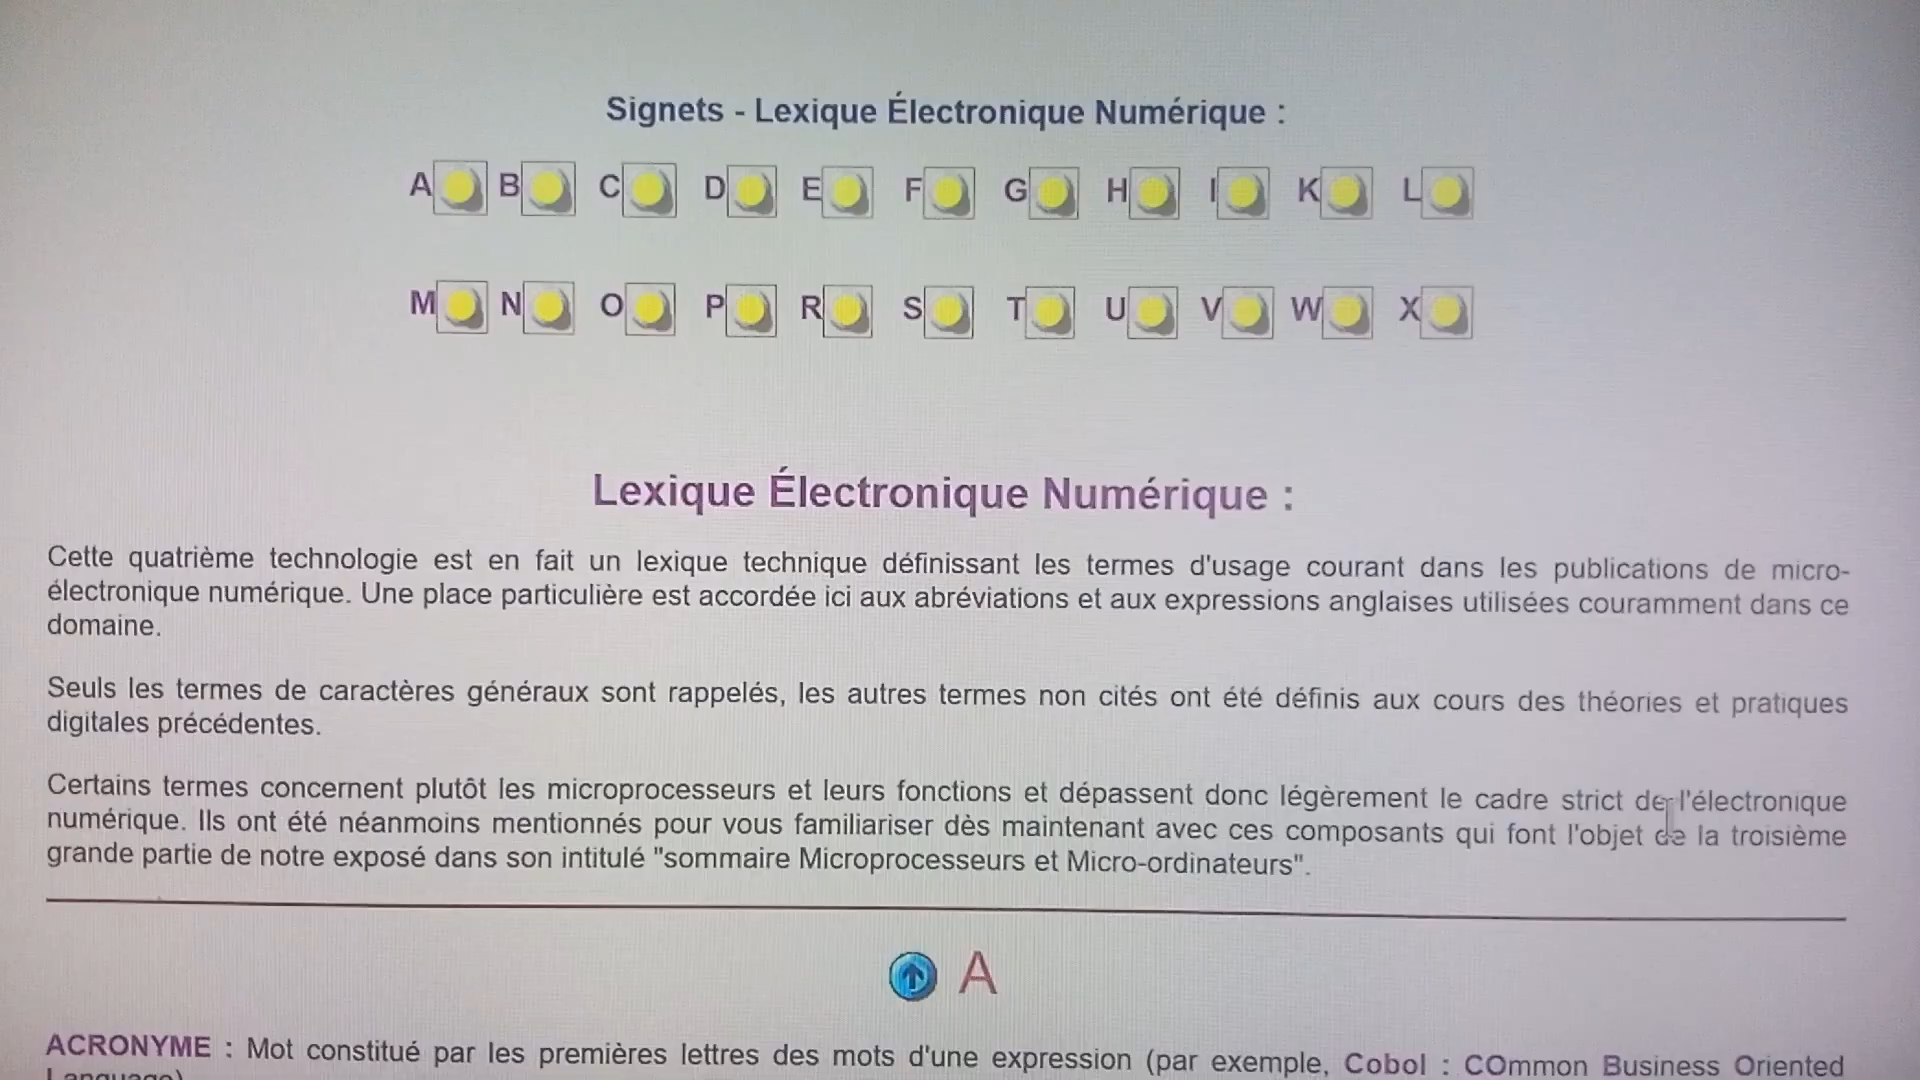 Signets - Lexique Électronique Numérique :
A B C D E F G H I K L
M N O P R S T U V W X
Lexique Électronique Numérique :
Cette quatrième technologie est en fait un lexique technique définissant les termes d'usage courant dans les publications de micro-
électronique numérique. Une place particulière est accordée ici aux abréviations et aux expressions anglaises utilisées couramment dans ce
domaine.
Seuls les termes de caractères généraux sont rappelés, les autres termes non cités ont été définis aux cours des théories et pratiques
digitales précédentes.
Certains termes concernent plutôt les microprocesseurs et leurs fonctions et dépassent donc légèrement le cadre strict de l'électronique
numérique. Ils ont été néanmoins mentionnés pour vous familiariser dès maintenant avec ces composants qui font l'objet de la troisième
grande partie de notre exposé dans son intitulé "sommaire Microprocesseurs et Micro-ordinateurs".
A
ACRONYME : Mot constitué par les premières lettres des mots d'une expression (par exemple, Cobol : COmmon Business Oriented
Language)